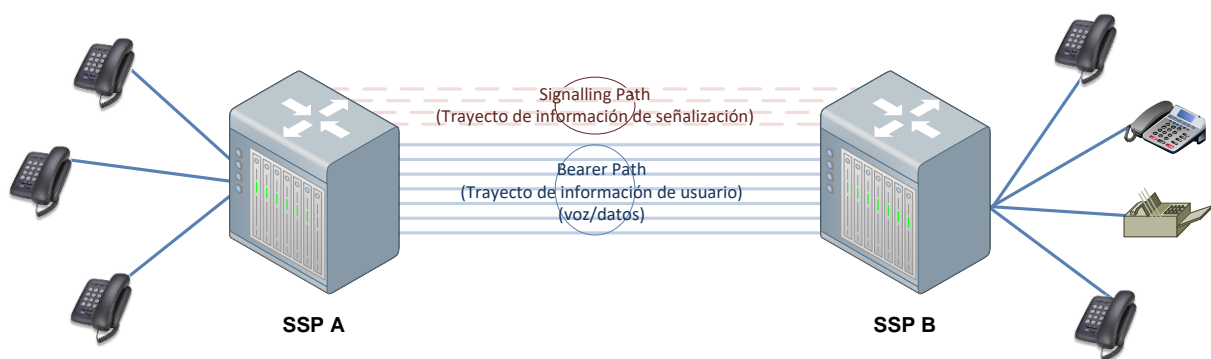 Signalling Path
(Trayecto de información de señalización)
Bearer Path
(Trayecto de información de usuario)
(voz/datos)
SSP A
SSP B